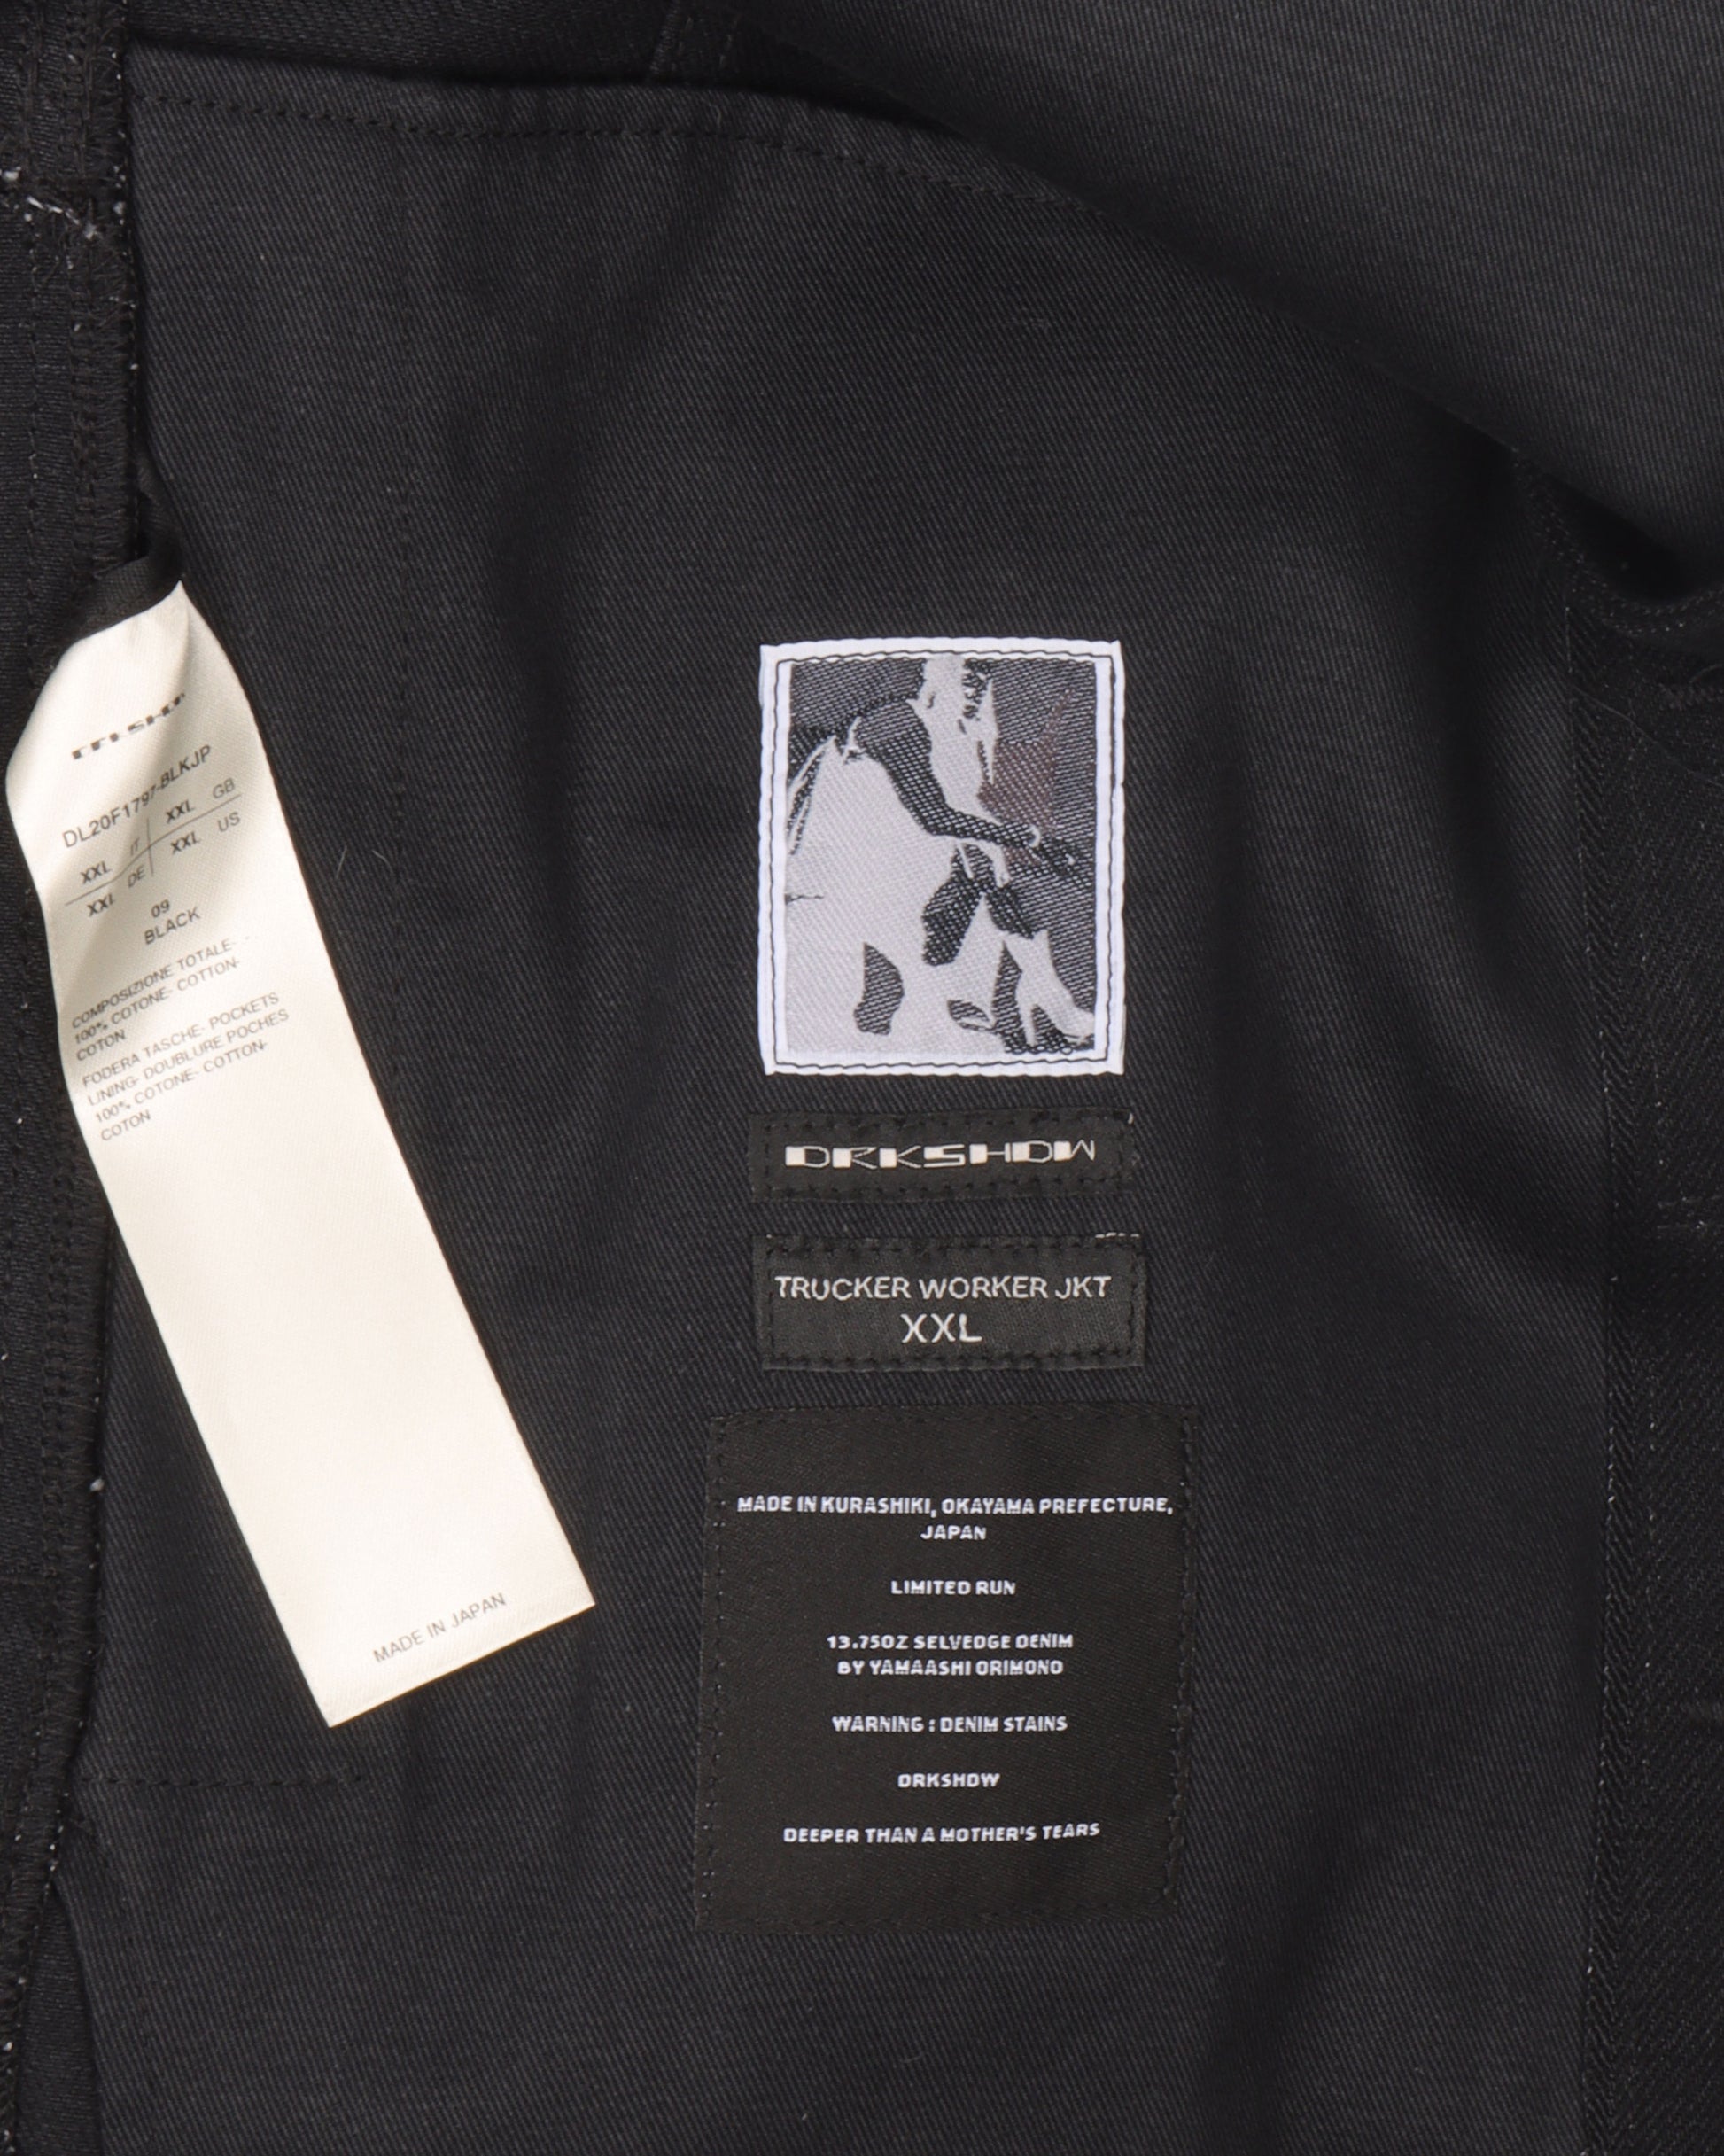 DRKSHOW
DL20F1797-BLKJP
XXL IT XXL GB
XXL DE XXL US
09
BLACK
COMPOSIZIONE TOTALE-
100% COTONE- COTTON-
COTON
FODERA TASCHE- POCKETS
LINING- DOUBLURE POCHES
100% COTONE- COTTON-
COTON
MADE IN JAPAN
DRKSHDW
TRUCKER WORKER JKT
XXL
MADE IN KURASHIKI, OKAYAMA PREFECTURE,
JAPAN
LIMITED RUN
13.75OZ SELVEDGE DENIM
BY YAMAASHI ORIMONO
WARNING : DENIM STAINS
DRKSHDW
DEEPER THAN A MOTHER'S TEARS